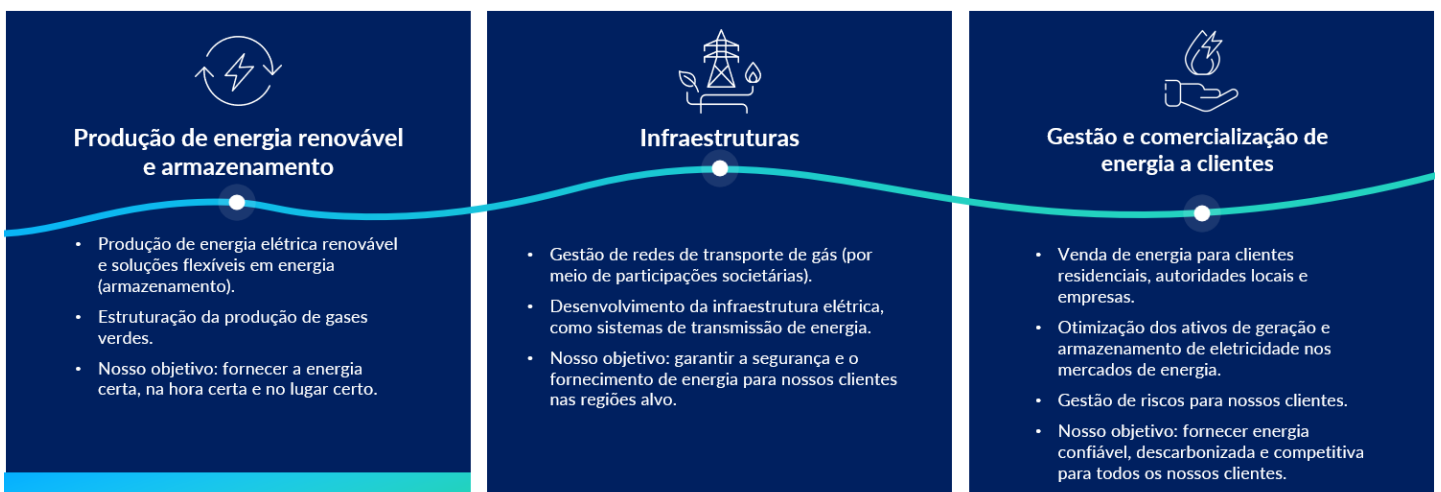 Produção de energia renovável
e armazenamento
• Produção de energia elétrica renovável
e soluções flexíveis em energia
(armazenamento).
• Estruturação da produção de gases
verdes.
• Nosso objetivo: fornecer a energia
certa, na hora certa e no lugar certo.
Infraestruturas
• Gestão de redes de transporte de gás (por
meio de participações societárias).
• Desenvolvimento da infraestrutura elétrica,
como sistemas de transmissão de energia.
• Nosso objetivo: garantir a segurança e o
fornecimento de energia para nossos clientes
nas regiões alvo.
Gestão e comercialização de
energia a clientes
• Venda de energia para clientes
residenciais, autoridades locais e
empresas.
• Otimização dos ativos de geração e
armazenamento de eletricidade nos
mercados de energia.
• Gestão de riscos para nossos clientes.
• Nosso objetivo: fornecer energia
confiável, descarbonizada e competitiva
para todos os nossos clientes.